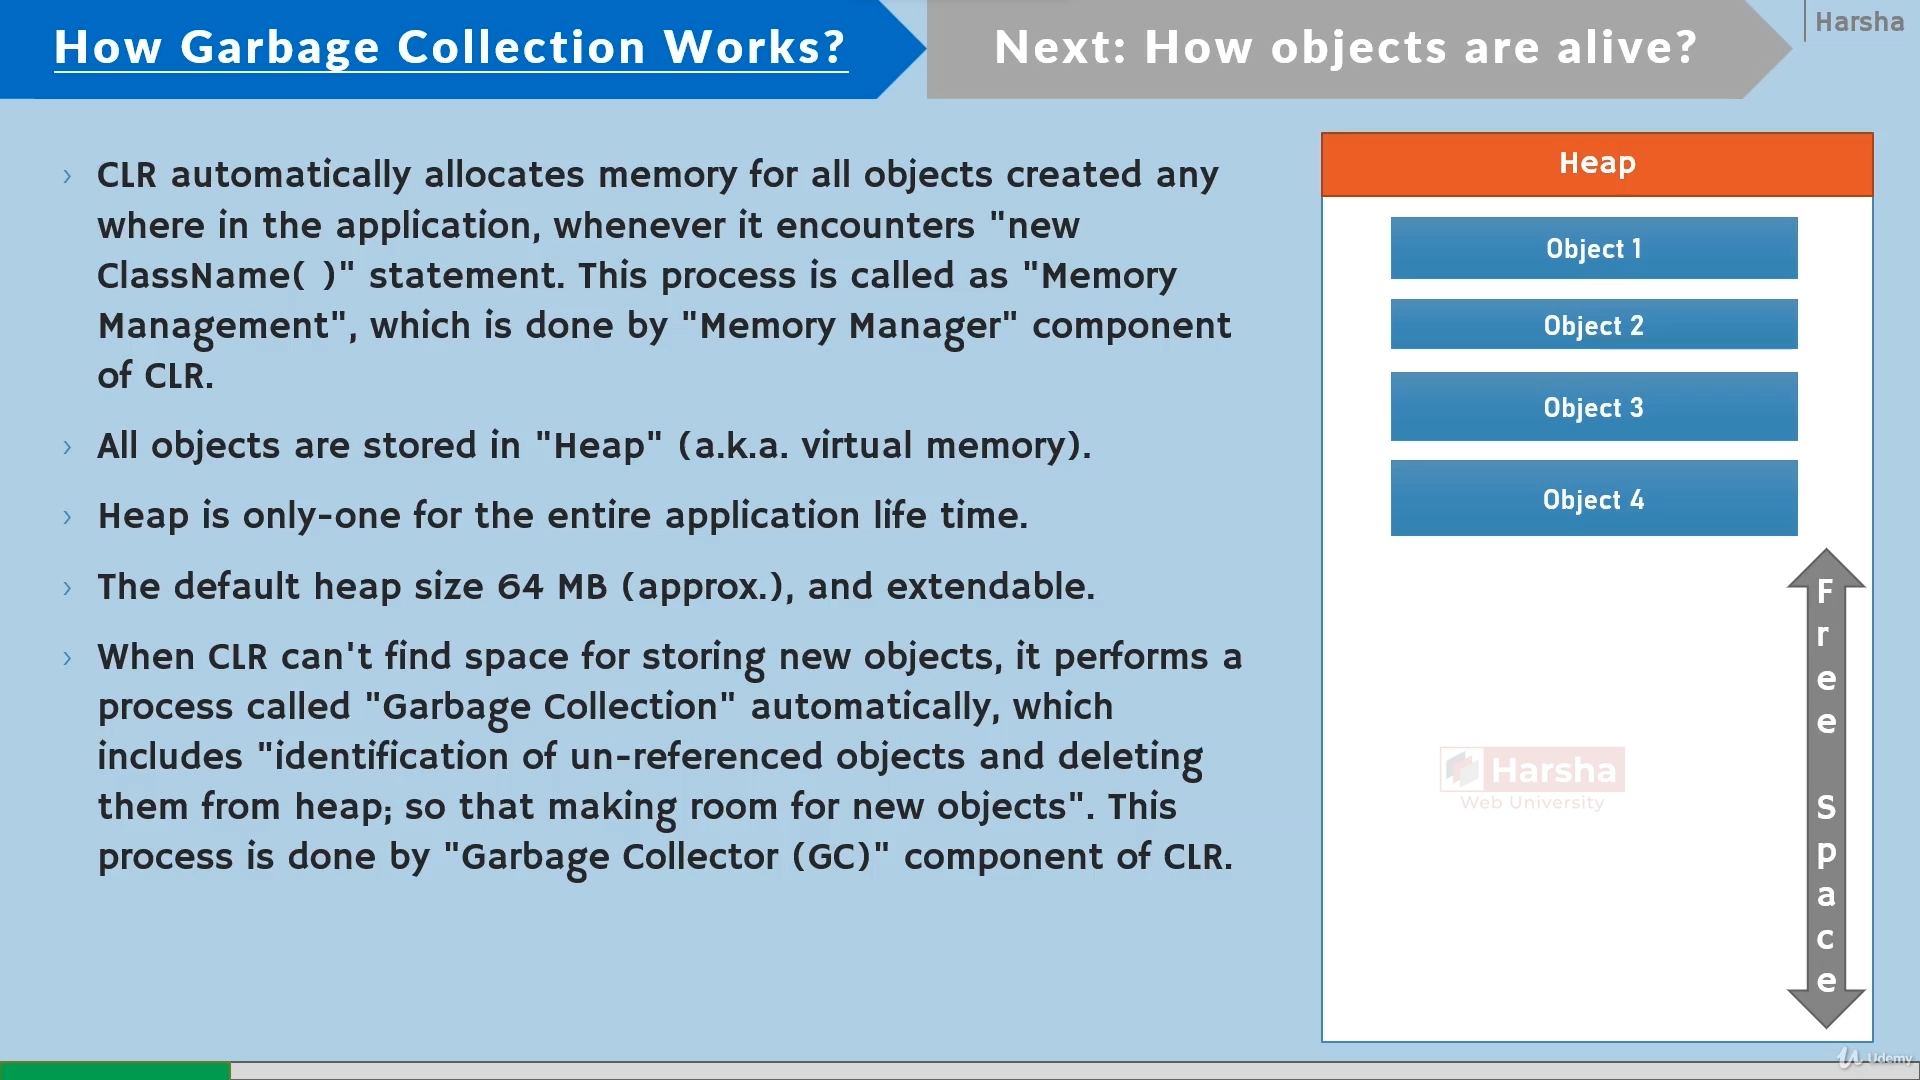 How Garbage Collection Works?
Next: How objects are alive?
Harsha
› CLR automatically allocates memory for all objects created any
where in the application, whenever it encounters "new
ClassName( )" statement. This process is called as "Memory
Management", which is done by "Memory Manager" component
of CLR.
› All objects are stored in "Heap" (a.k.a. virtual memory).
› Heap is only-one for the entire application life time.
› The default heap size 64 MB (approx.), and extendable.
› When CLR can't find space for storing new objects, it performs a
process called "Garbage Collection" automatically, which
includes "identification of un-referenced objects and deleting
them from heap; so that making room for new objects". This
process is done by "Garbage Collector (GC)" component of CLR.
Heap
Object 1
Object 2
Object 3
Object 4
Free Space
Harsha
Web University
Udemy